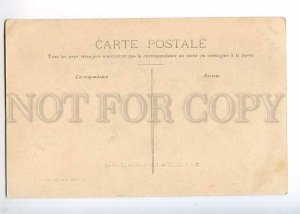 CARTE POSTALE
Tous les pays étrangers n'acceptent pas la correspondance au recto (se renseigner à la poste)
Correspondance
Adresse
NOT FOR COPY